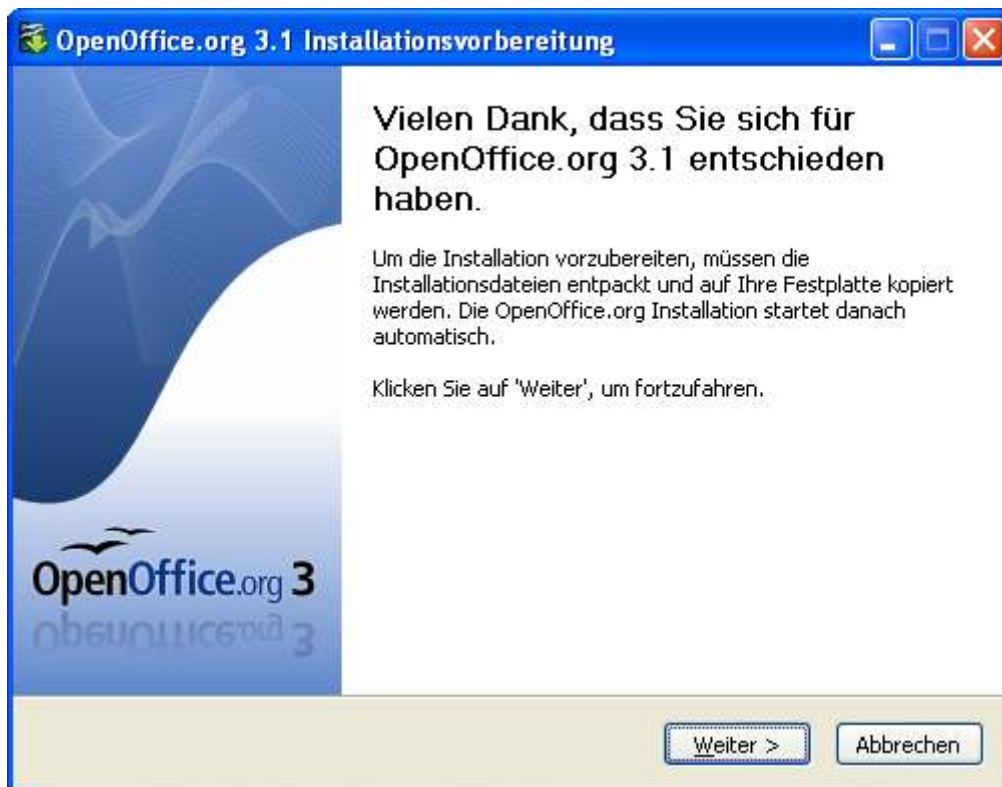 OpenOffice.org 3.1 Installationsvorbereitung
Vielen Dank, dass Sie sich für
OpenOffice.org 3.1 entschieden
haben.
Um die Installation vorzubereiten, müssen die
Installationsdateien entpackt und auf Ihre Festplatte kopiert
werden. Die OpenOffice.org Installation startet danach
automatisch.
Klicken Sie auf 'Weiter', um fortzufahren.
OpenOffice.org 3
Weiter >
Abbrechen